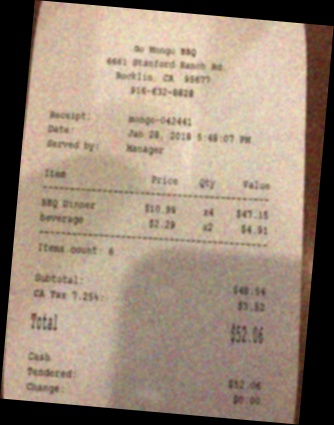 Go Mongo BBQ
6661 Stanford Ranch Rd.
Rocklin, CA 95677
916-632-8828
Receipt: mongo-042441
Date: Jan 28, 2018 5:48:07 PM
Served by: Manager
Item Price Qty Value
BBQ Dinner $10.99 x4 $47.15
beverage $2.29 x2 $4.91
Items count: 6
Subtotal: $48.54
CA Tax 7.25%: $3.52
Total $52.06
Cash
Tendered: $52.06
Change: $0.00